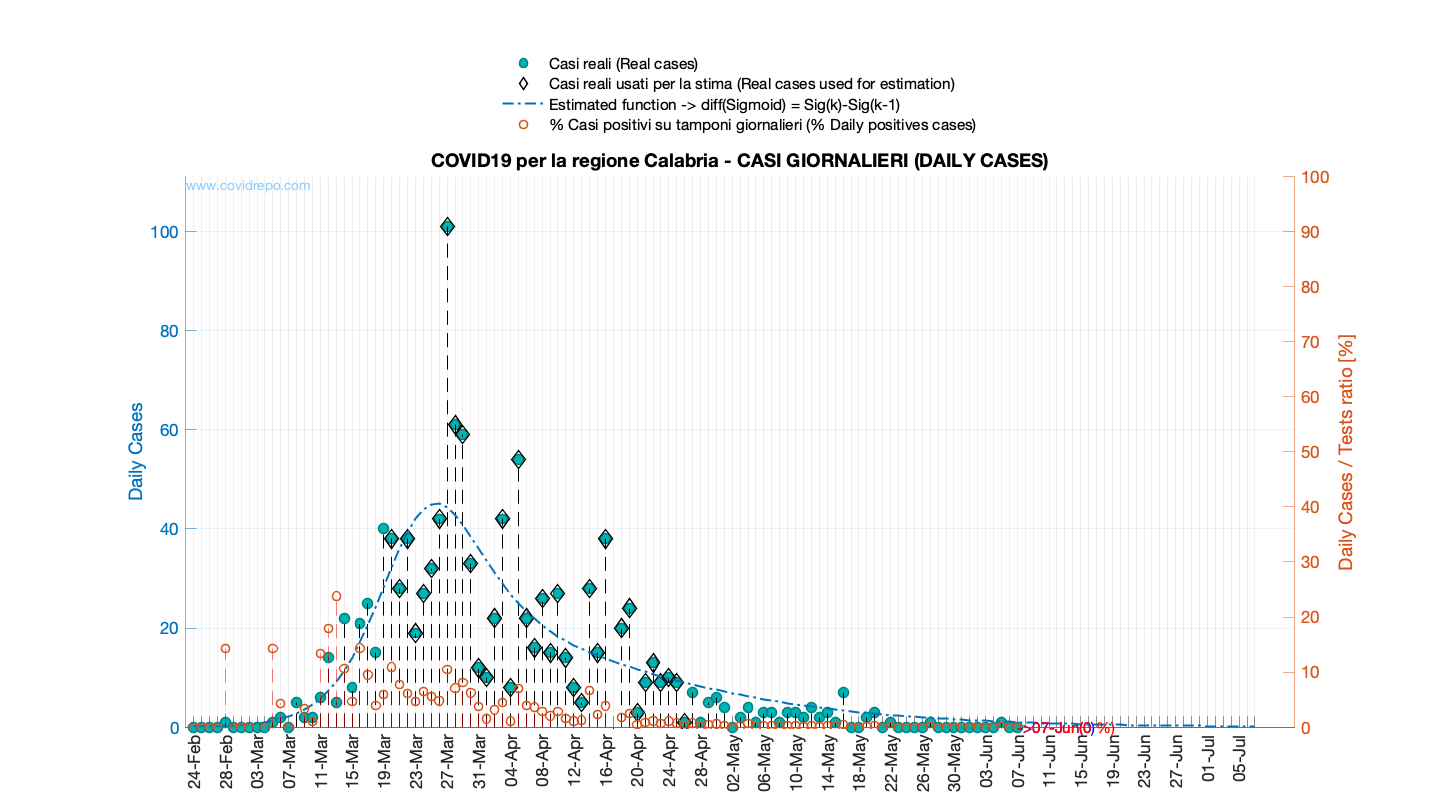 Casi reali (Real cases)
Casi reali usati per la stima (Real cases used for estimation)
Estimated function -> diff(Sigmoid) = Sig(k)-Sig(k-1)
% Casi positivi su tamponi giornalieri (% Daily positives cases)
COVID19 per la regione Calabria - CASI GIORNALIERI (DAILY CASES)
www.covidrepo.com
Daily Cases
100
80
60
40
20
0
Daily Cases / Tests ratio [%]
100
90
80
70
60
50
40
30
20
10
0
24-Feb
28-Feb
03-Mar
07-Mar
11-Mar
15-Mar
19-Mar
23-Mar
27-Mar
31-Mar
04-Apr
08-Apr
12-Apr
16-Apr
20-Apr
24-Apr
28-Apr
02-May
06-May
10-May
14-May
18-May
22-May
26-May
30-May
03-Jun
07-Jun
11-Jun
15-Jun
19-Jun
23-Jun
27-Jun
01-Jul
05-Jul